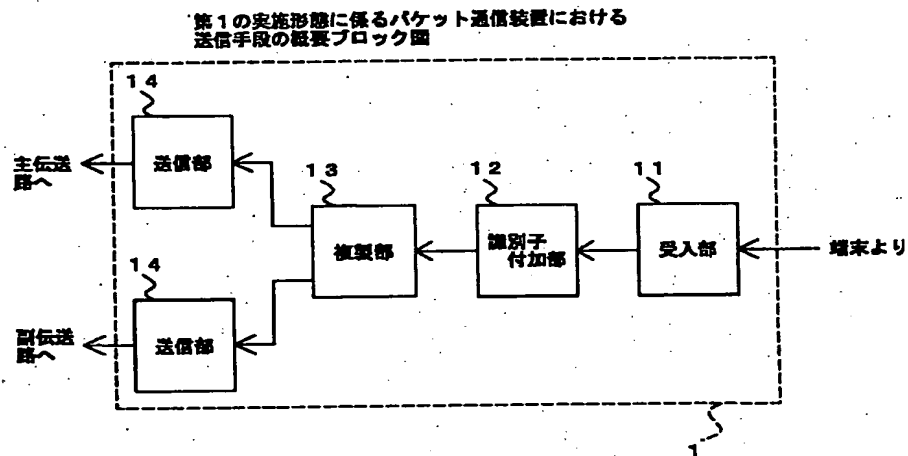 第1の実施形態に係るパケット通信装置における
送信手段の概要ブロック図
14
送信部
主伝送
路へ
13
複製部
12
識別子
付加部
11
受入部
端末より
14
送信部
副伝送
路へ
1